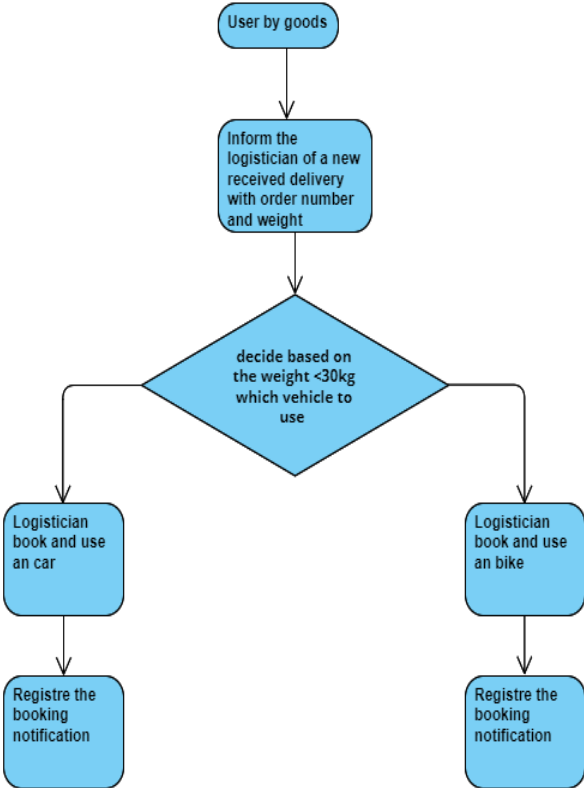 User by goods
Inform the
logistician of a new
received delivery
with order number
and weight
decide based on
the weight <30kg
which vehicle to
use
Logistician
book and use
an car
Logistician
book and use
an bike
Registre the
booking
notification
Registre the
booking
notification